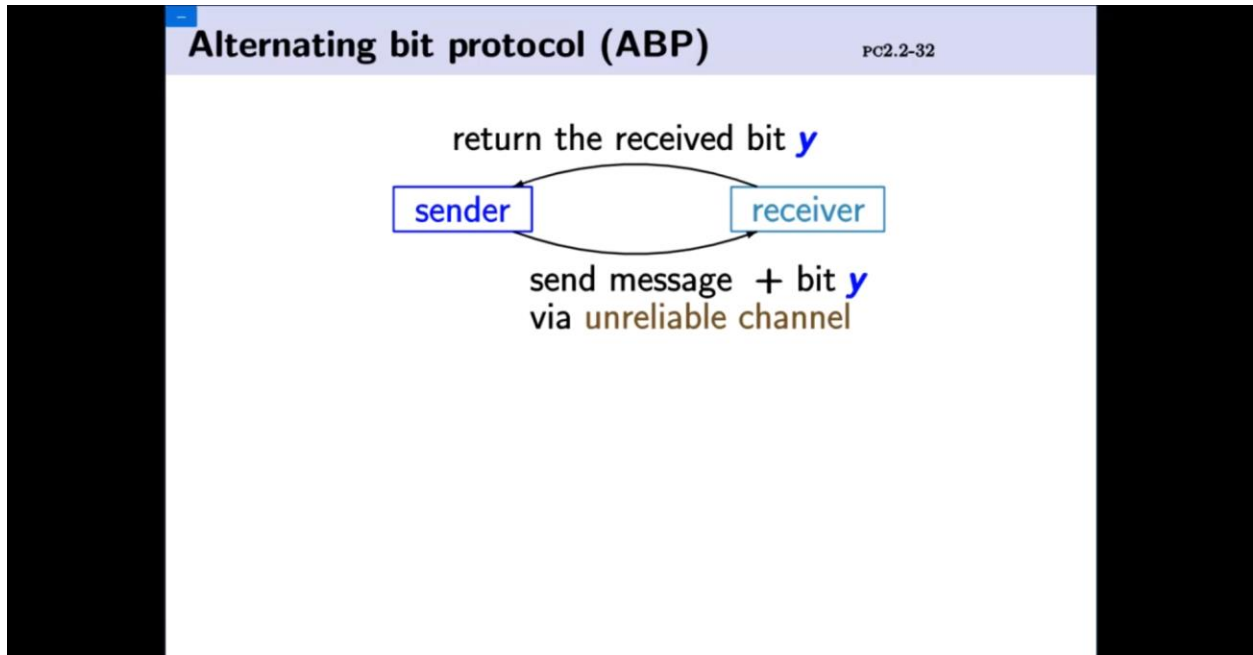 Alternating bit protocol (ABP) PC2.2-32
return the received bit y
sender receiver
send message + bit y
via unreliable channel